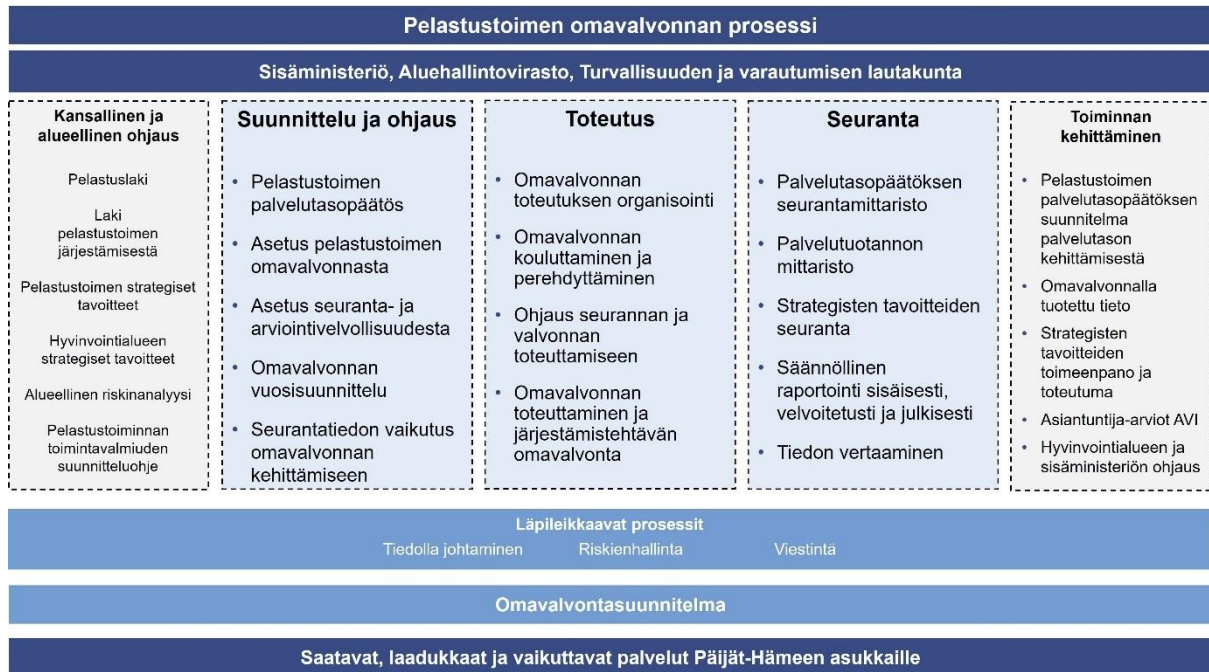 Pelastustoimen omavalvonnan prosessi
Sisäministeriö, Aluehallintovirasto, Turvallisuuden ja varautumisen lautakunta
Kansallinen ja
alueellinen ohjaus
Pelastuslaki
Laki
pelastustoimen
järjestämisestä
Pelastustoimen strategiset
tavoitteet
Hyvinvointialueen
strategiset tavoitteet
Alueellinen riskinanalyysi
Pelastustoiminnan
toimintavalmiuden
suunnitteluohje
Suunnittelu ja ohjaus
• Pelastustoimen
palvelutasopäätös
• Asetus pelastustoimen
omavalvonnasta
• Asetus seuranta- ja
arviointivelvollisuudesta
• Omavalvonnan
vuosisuunnittelu
• Seurantatiedon vaikutus
omavalvonnan
kehittämiseen
Toteutus
• Omavalvonnan
toteutuksen organisointi
• Omavalvonnan
kouluttaminen ja
perehdyttäminen
• Ohjaus seurannan ja
valvonnan
toteuttamiseen
• Omavalvonnan
toteuttaminen ja
järjestämistehtävän
omavalvonta
Seuranta
• Palvelutasopäätöksen
seurantamittaristo
• Palvelutuotannon
mittaristo
• Strategisten tavoitteiden
seuranta
• Säännöllinen
raportointi sisäisesti,
velvoitetusti ja julkisesti
• Tiedon vertaaminen
Toiminnan
kehittäminen
• Pelastustoimen
palvelutasopäätöksen
suunnitelma
palvelutason
kehittämisestä
• Omavalvonnalla
tuotettu tieto
• Strategisten
tavoitteiden
toimeenpano ja
toteutuma
• Asiantuntija-arviot AVI
• Hyvinvointialueen ja
sisäministeriön ohjaus
Läpileikkaavat prosessit
Tiedolla johtaminen Riskienhallinta Viestintä
Omavalvontasuunnitelma
Saatavat, laadukkaat ja vaikuttavat palvelut Päijät-Hämeen asukkaille